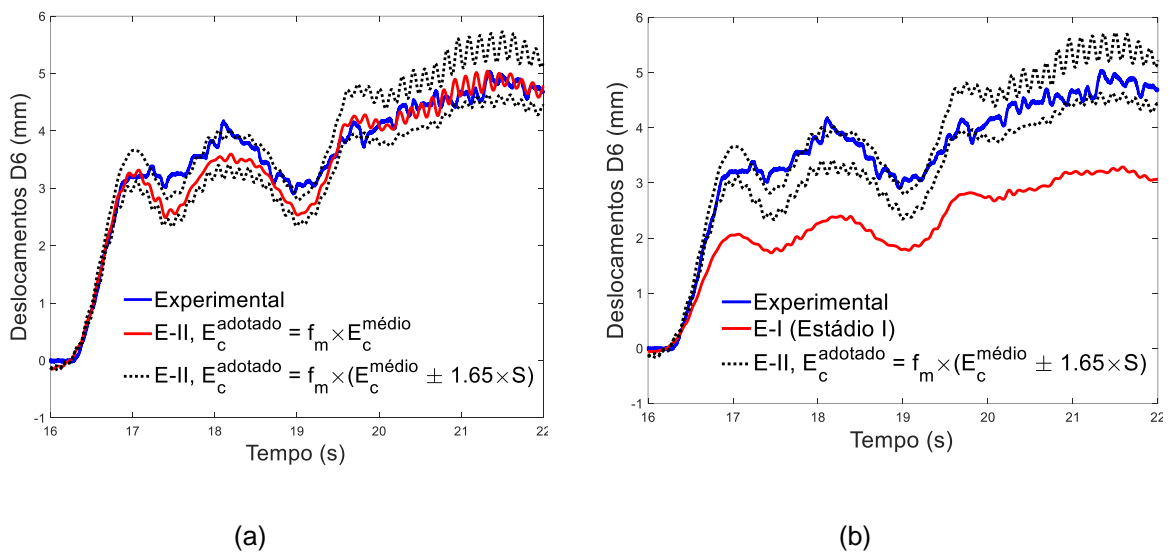 6
5
4
3
2
1
0
-1
16
17
18
19
20
21
22
Deslocamentos D6 (mm)
Tempo (s)
Experimental
E-II, E_c^adotado = f_m×E_c^médio
E-II, E_c^adotado = f_m×(E_c^médio ± 1.65×S)
(a)
6
5
4
3
2
1
0
-1
16
17
18
19
20
21
22
Deslocamentos D6 (mm)
Tempo (s)
Experimental
E-I (Estádio I)
E-II, E_c^adotado = f_m×(E_c^médio ± 1.65×S)
(b)